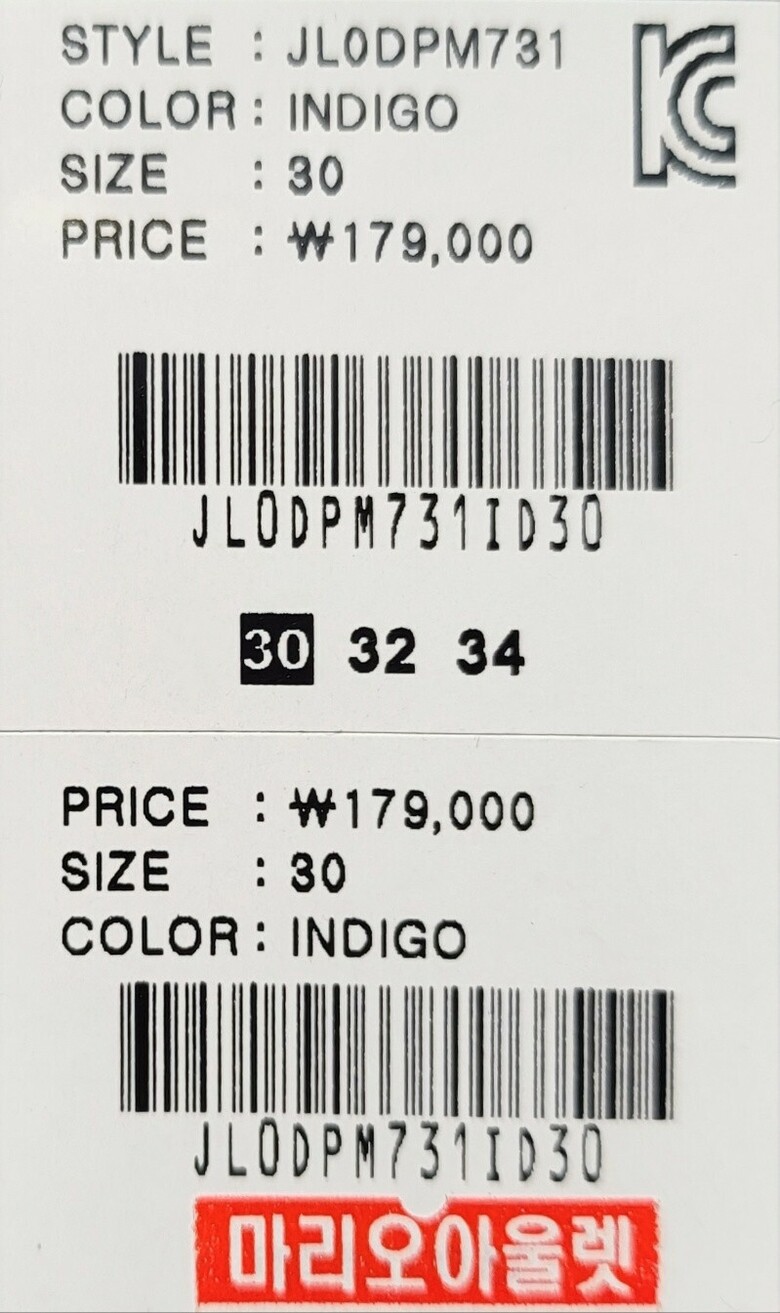 STYLE : JL0DPM731
COLOR : INDIGO
SIZE : 30
PRICE : ₩179,000
JL0DPM731ID30
30 32 34
PRICE : ₩179,000
SIZE : 30
COLOR : INDIGO
JL0DPM731ID30
마리오아울렛